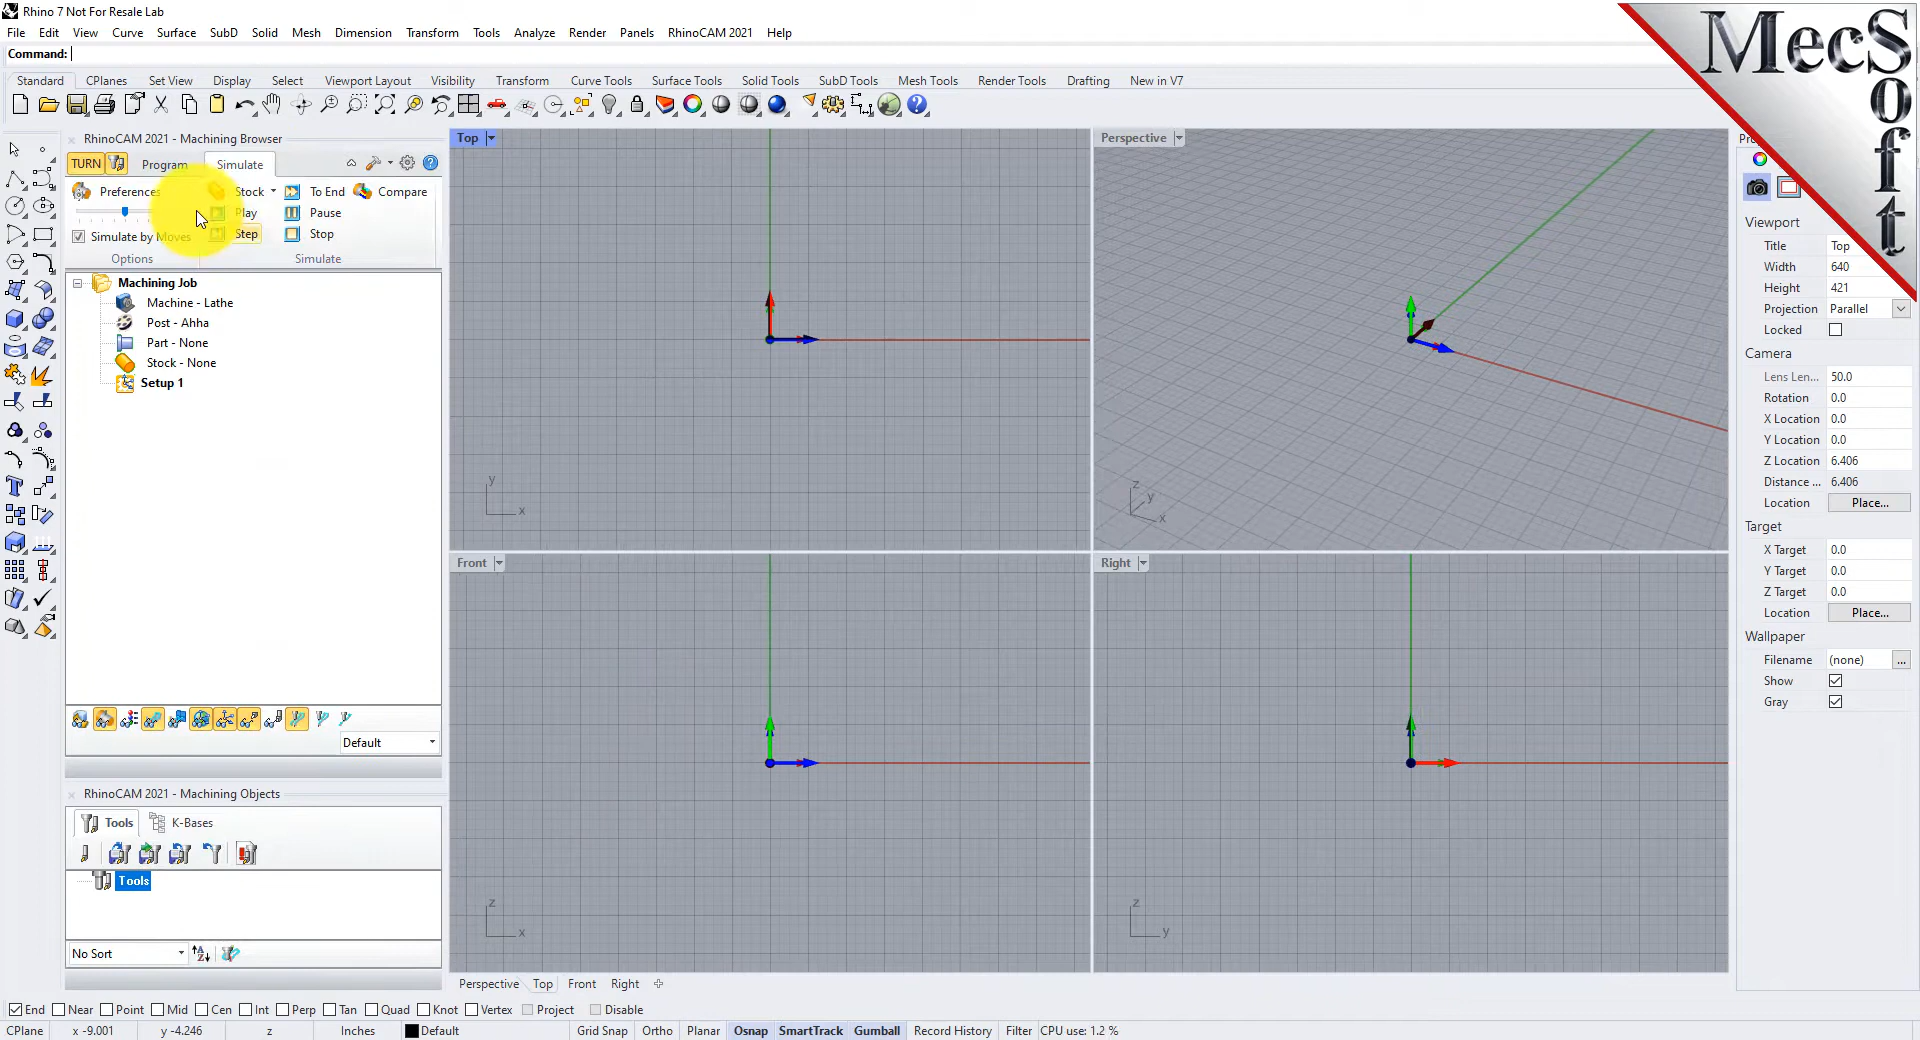 Rhino 7 Not For Resale Lab
File Edit View Curve Surface SubD Solid Mesh Dimension Transform Tools Analyze Render Panels RhinoCAM 2021 Help
Command:
Standard CPlanes Set View Display Select Viewport Layout Visibility Transform Curve Tools Surface Tools Solid Tools SubD Tools Mesh Tools Render Tools Drafting New in V7
MecSoft
RhinoCAM 2021 - Machining Browser
TURN Program Simulate
Preferences Stock To End Compare
Play Pause
Simulate by Moves Step Stop
Options Simulate
Machining Job
Machine - Lathe
Post - Ahha
Part - None
Stock - None
Setup 1
Default
RhinoCAM 2021 - Machining Objects
Tools K-Bases
Tools
No Sort
Top
y
x
Perspective
z
y
x
Front
z
x
Right
z
y
Perspective Top Front Right
Viewport
Title Top
Width 640
Height 421
Projection Parallel
Locked
Camera
Lens Len... 50.0
Rotation 0.0
X Location 0.0
Y Location 0.0
Z Location 6.406
Distance ... 6.406
Location Place...
Target
X Target 0.0
Y Target 0.0
Z Target 0.0
Location Place...
Wallpaper
Filename (none) ...
Show
Gray
End Near Point Mid Cen Int Perp Tan Quad Knot Vertex Project Disable
CPlane x -9.001 y -4.246 z Inches Default Grid Snap Ortho Planar Osnap SmartTrack Gumball Record History Filter CPU use: 1.2 %